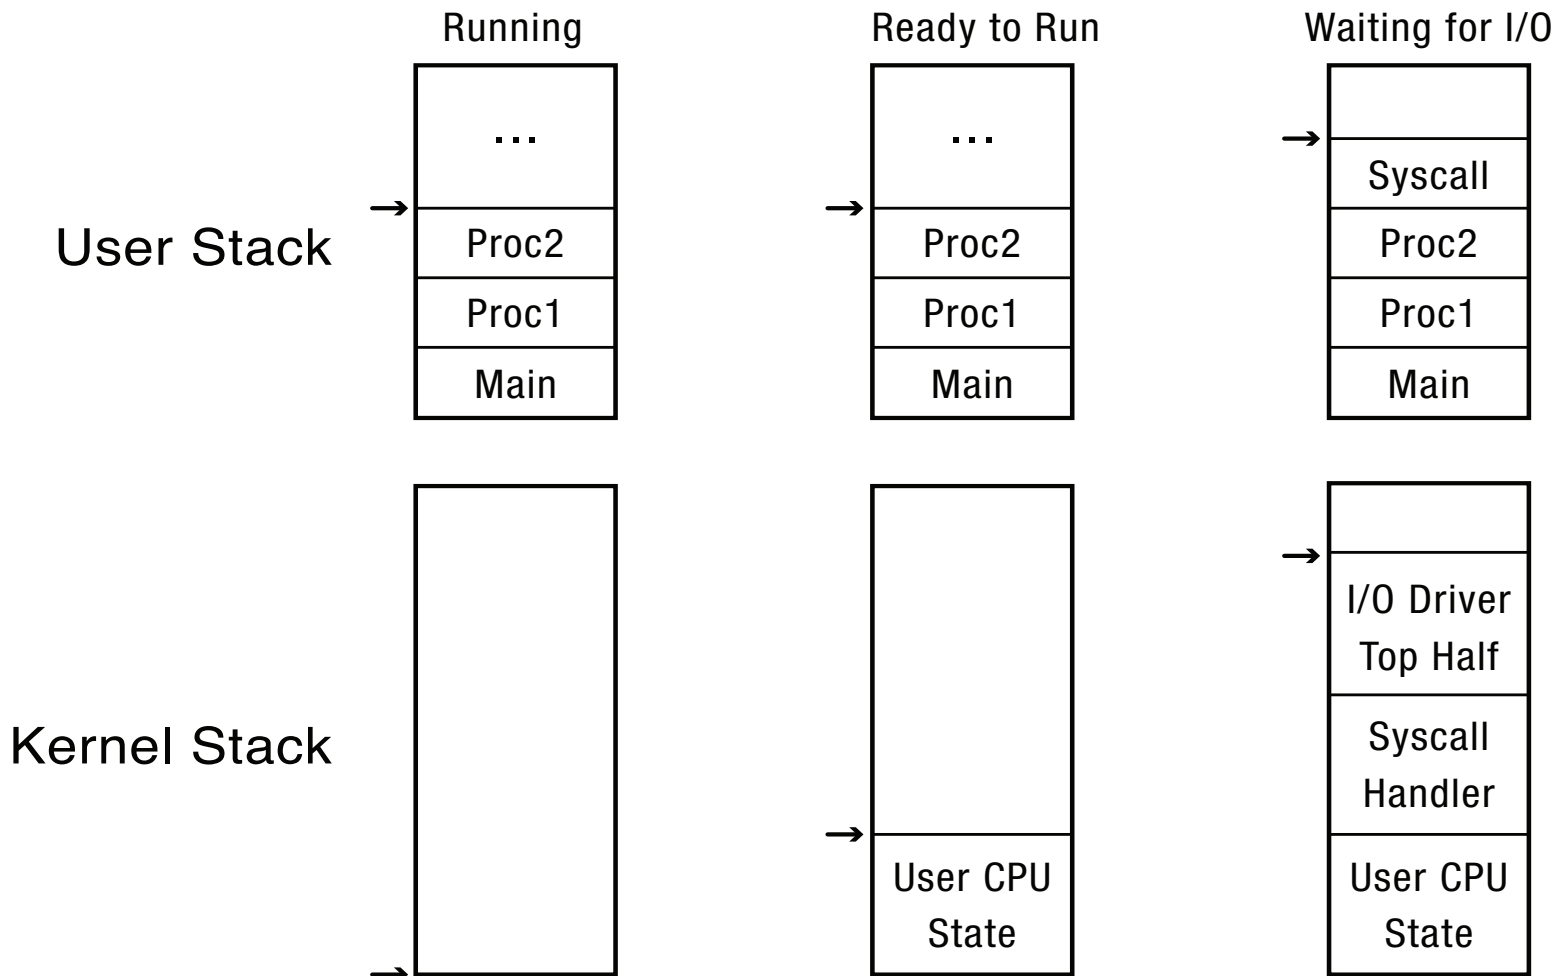 Running
Ready to Run
Waiting for I/O
User Stack
...
Proc2
Proc1
Main
...
Proc2
Proc1
Main
Syscall
Proc2
Proc1
Main
Kernel Stack
User CPU
State
I/O Driver
Top Half
Syscall
Handler
User CPU
State